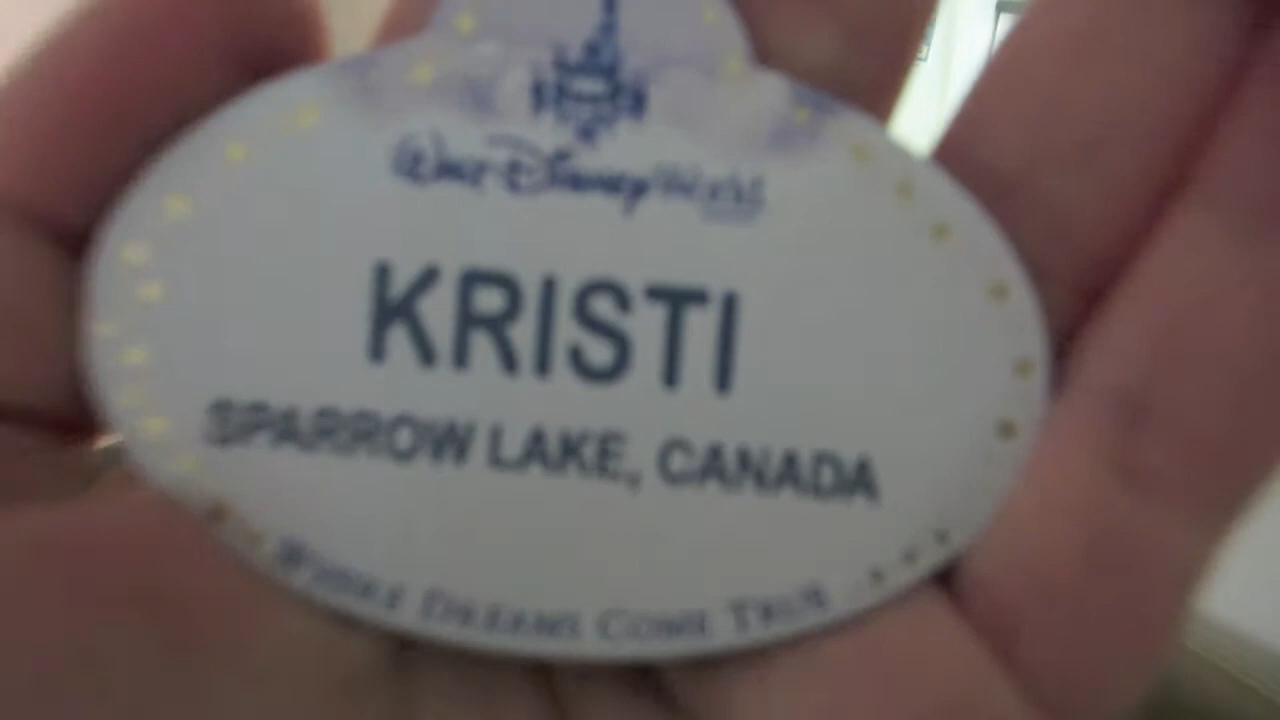 Walt Disney World
KRISTI
SPARROW LAKE, CANADA
WHERE DREAMS COME TRUE